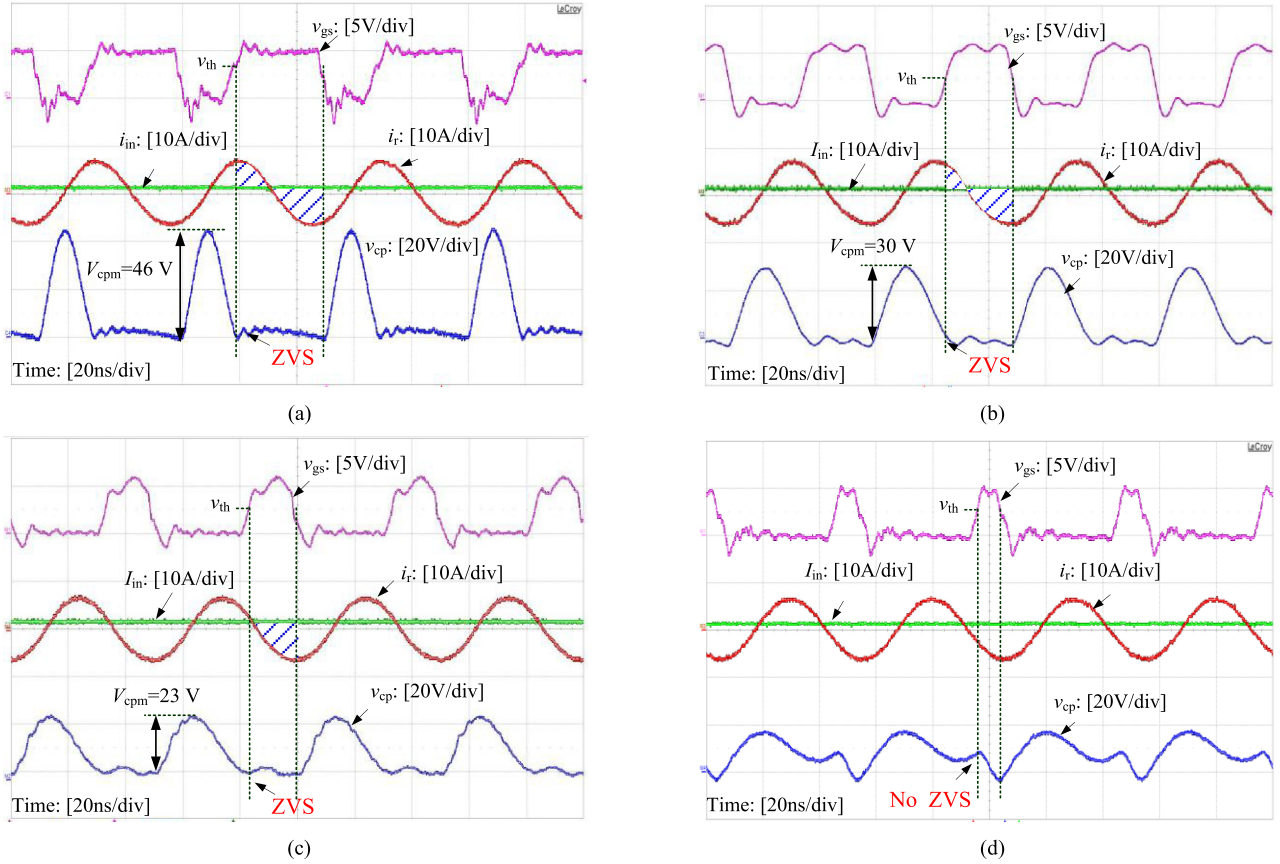 LeCroy
vgs: [5V/div]
vth
iin: [10A/div]
ir: [10A/div]
Vcpm=46 V
vcp: [20V/div]
ZVS
Time: [20ns/div]
(a)
vgs: [5V/div]
vth
Iin: [10A/div]
ir: [10A/div]
Vcpm=30 V
vcp: [20V/div]
ZVS
Time: [20ns/div]
(b)
vgs: [5V/div]
vth
Iin: [10A/div]
ir: [10A/div]
Vcpm=23 V
vcp: [20V/div]
Time: [20ns/div]
ZVS
(c)
LeCroy
vgs: [5V/div]
vth
Iin: [10A/div]
ir: [10A/div]
vcp: [20V/div]
No ZVS
Time: [20ns/div]
(d)